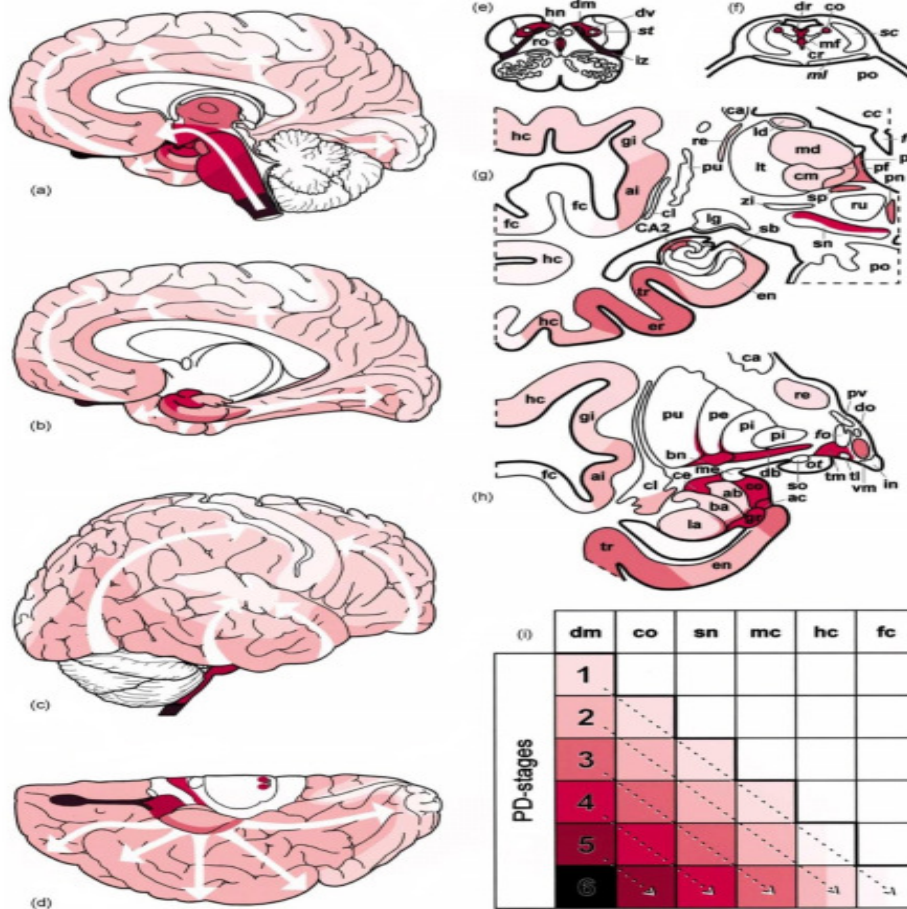 (a)
(b)
(c)
(d)
(e)
hn
dm
dv
st
ro
iz
(f)
dr
co
sc
mf
cr
ml
po
(g)
hc
gi
ai
fc
fc
cl
CA2
re
pu
ca
ld
lt
md
cm
cc
pf
pn
sp
zi
ru
lg
sb
sn
po
hc
hc
tr
er
en
(h)
hc
gi
ai
fc
cl
pu
pe
pi
pi
bn
ce
me
ca
re
pv
do
fo
db
so
ac
tm
tl
vm
in
ab
co
ba
la
tr
en
(i)
dm co sn mc hc fc
PD-stages
1
2
3
4
5
6